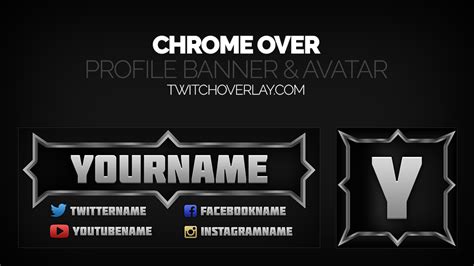 CHROME OVER
PROFILE BANNER & AVATAR
TWITCHOVERLAY.COM
YOURNAME
TWITTERNAME
FACEBOOKNAME
YOUTUBENAME
INSTAGRAMNAME
Y